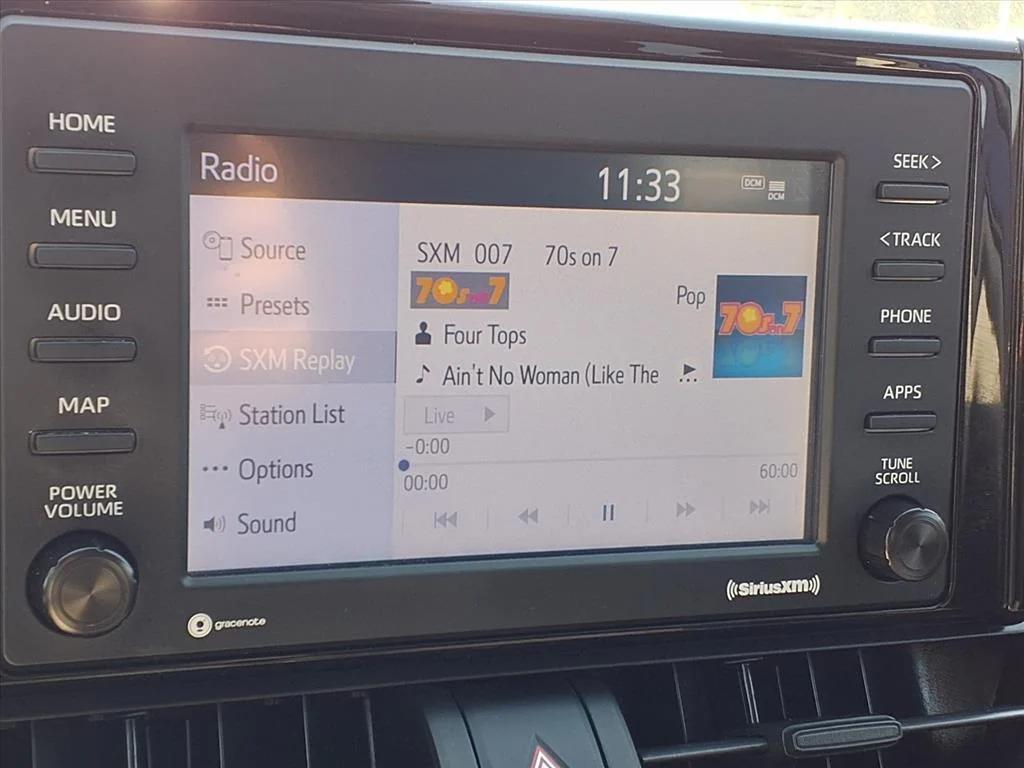 HOME
MENU
AUDIO
MAP
POWER
VOLUME
Radio
11:33
DCM
DCM
Source
Presets
SXM Replay
Station List
Options
Sound
SXM 007 70s on 7
70s on 7
Pop
70s on 7
Four Tops
Ain't No Woman (Like The
Live
-0:00
00:00
60:00
SEEK>
<TRACK
PHONE
APPS
TUNE
SCROLL
gracenote
((SiriusXM))